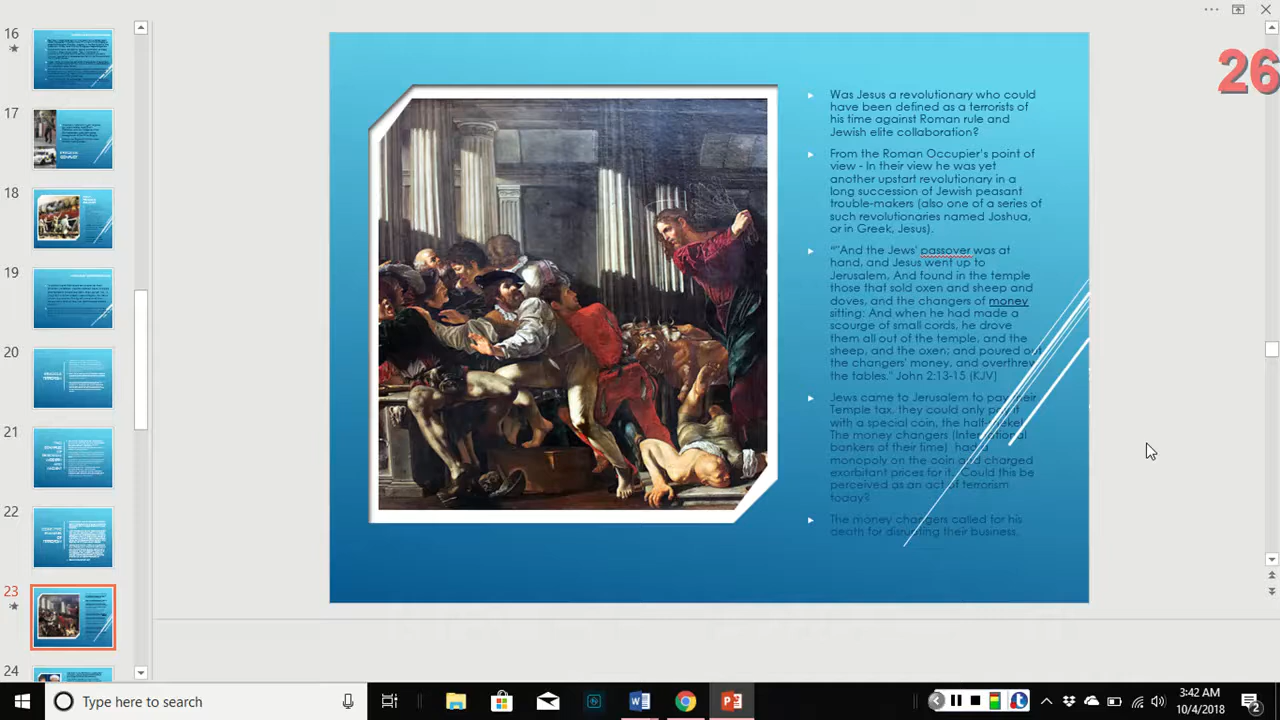 26
16
17
18
19
20
21
22
23
24
Was Jesus a revolutionary who could
have been defined as a terrorists of
his time against Roman rule and
Jewish elite collaboration?
From the Roman Occupier's point of
view - In their view he was yet
another upstart revolutionary in a
long succession of Jewish peasant
trouble-makers (also one of a series of
such revolutionaries named Joshua,
or in Greek, Jesus).
“"And the Jews' passover was at
hand, and Jesus went up to
Jerusalem, And found in the temple
those that sold oxen and sheep and
doves, and the changers of money
sitting: And when he had made a
scourge of small cords, he drove
them all out of the temple, and the
sheep, and the oxen; and poured out
the changers' money, and overthrew
the tables." John 2:13-15 (KJV)
Jews came to Jerusalem to pay their
Temple tax, they could only pay it
with a special coin, the half-shekel.
The money changers (International
bankers of their time) had a
monopoly on the coin and charged
exorbitant prices for it. Could this be
perceived as an act of terrorism
today?
The money changers called for his
death for disrupting their business.
Type here to search
3:42 AM
10/4/2018
2